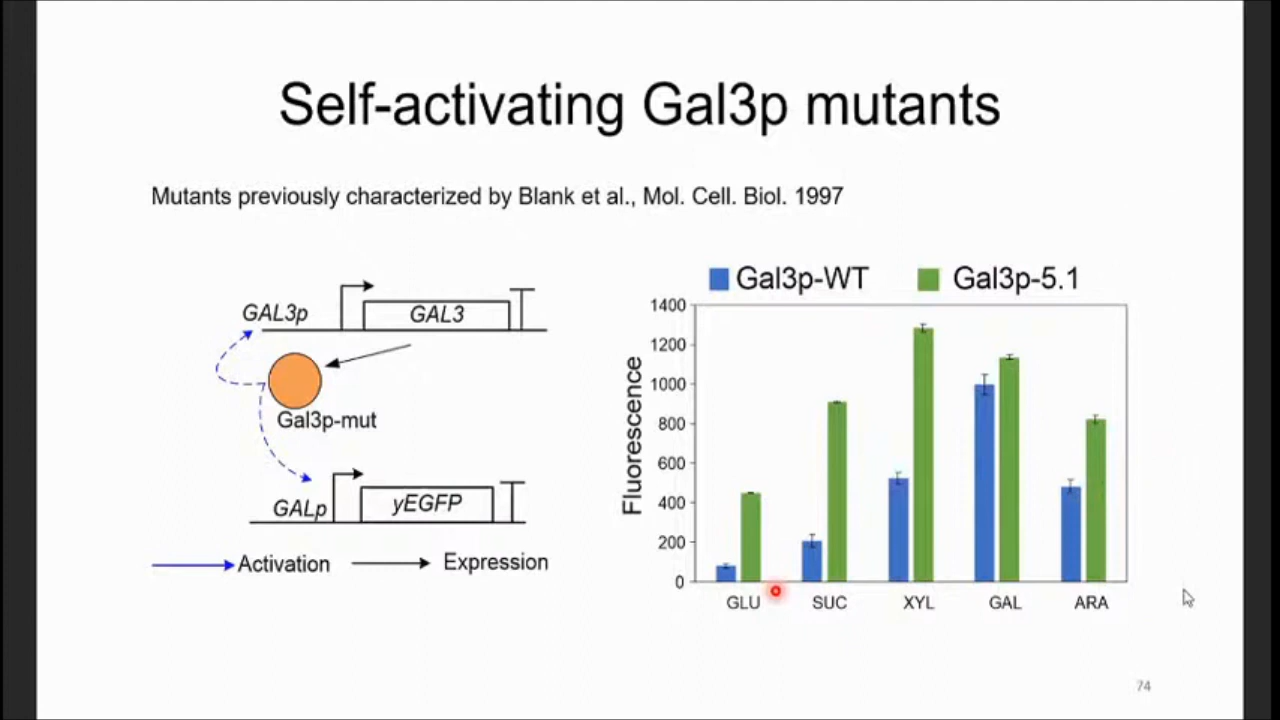 Self-activating Gal3p mutants
Mutants previously characterized by Blank et al., Mol. Cell. Biol. 1997
GAL3p
GAL3
Gal3p-mut
GALp
yEGFP
Activation
Expression
Gal3p-WT
Gal3p-5.1
Fluorescence
1400
1200
1000
800
600
400
200
0
GLU
SUC
XYL
GAL
ARA
74